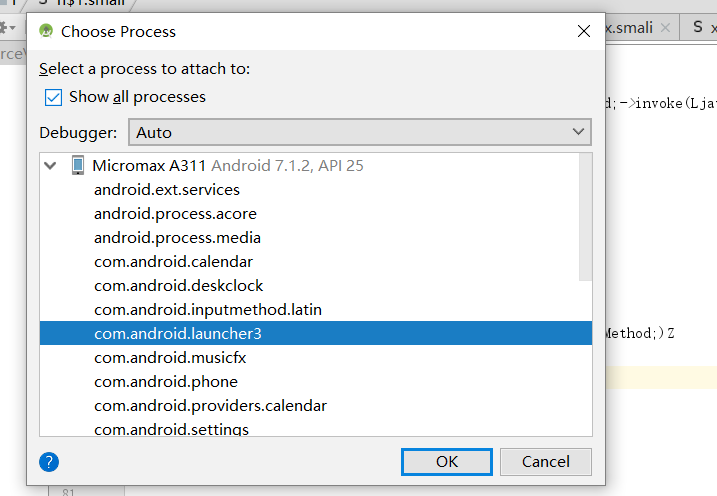 n$1.smali
Choose Process
x.smali
S x
rce
Select a process to attach to:
Show all processes
d;->invoke(Ljav
Debugger: Auto
Micromax A311 Android 7.1.2, API 25
android.ext.services
android.process.acore
android.process.media
com.android.calendar
com.android.deskclock
com.android.inputmethod.latin
com.android.launcher3
Method;)Z
com.android.musicfx
com.android.phone
com.android.providers.calendar
com.android.settings
? OK Cancel
81